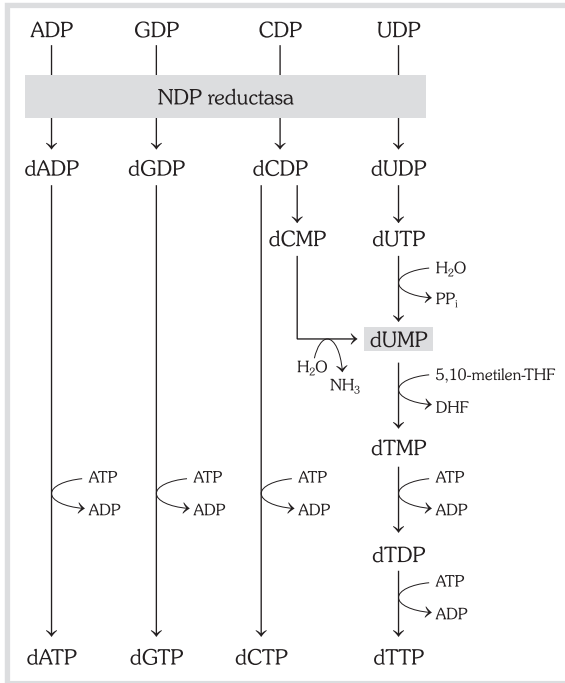 ADP GDP CDP UDP
NDP reductasa
dADP dGDP dCDP dUDP
dCMP dUTP
H₂O
PPᵢ
dUMP
H₂O
NH₃
5,10-metilen-THF
DHF
dTMP
ATP ATP ATP ATP
ADP ADP ADP ADP
dTDP
ATP
ADP
dATP dGTP dCTP dTTP